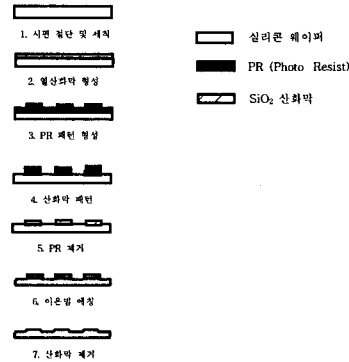 1. 시편 절단 및 세척
2. 열산화막 형성
3. PR 패턴 형성
4. 산화막 패턴
5. PR 제거
6. 이온빔 에칭
7. 산화막 제거
실리콘 웨이퍼
PR (Photo Resist)
SiO₂ 산화막